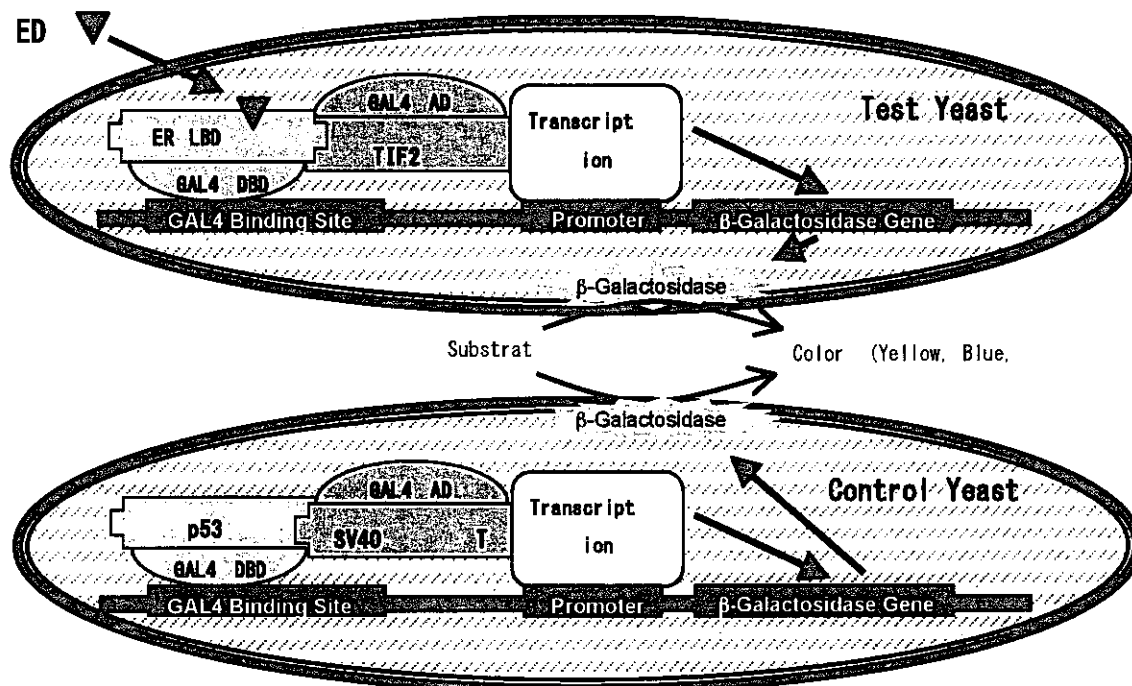 ED
GAL4 AD
Test Yeast
Transcript
ion
ER LBD
TIF2
GAL4 DBD
GAL4 Binding Site
Promoter
β-Galactosidase Gene
β-Galactosidase
Substrat
Color (Yellow, Blue,
β-Galactosidase
GAL4 AD
Control Yeast
Transcript
ion
p53
SV40 T
GAL4 DBD
GAL4 Binding Site
Promoter
β-Galactosidase Gene